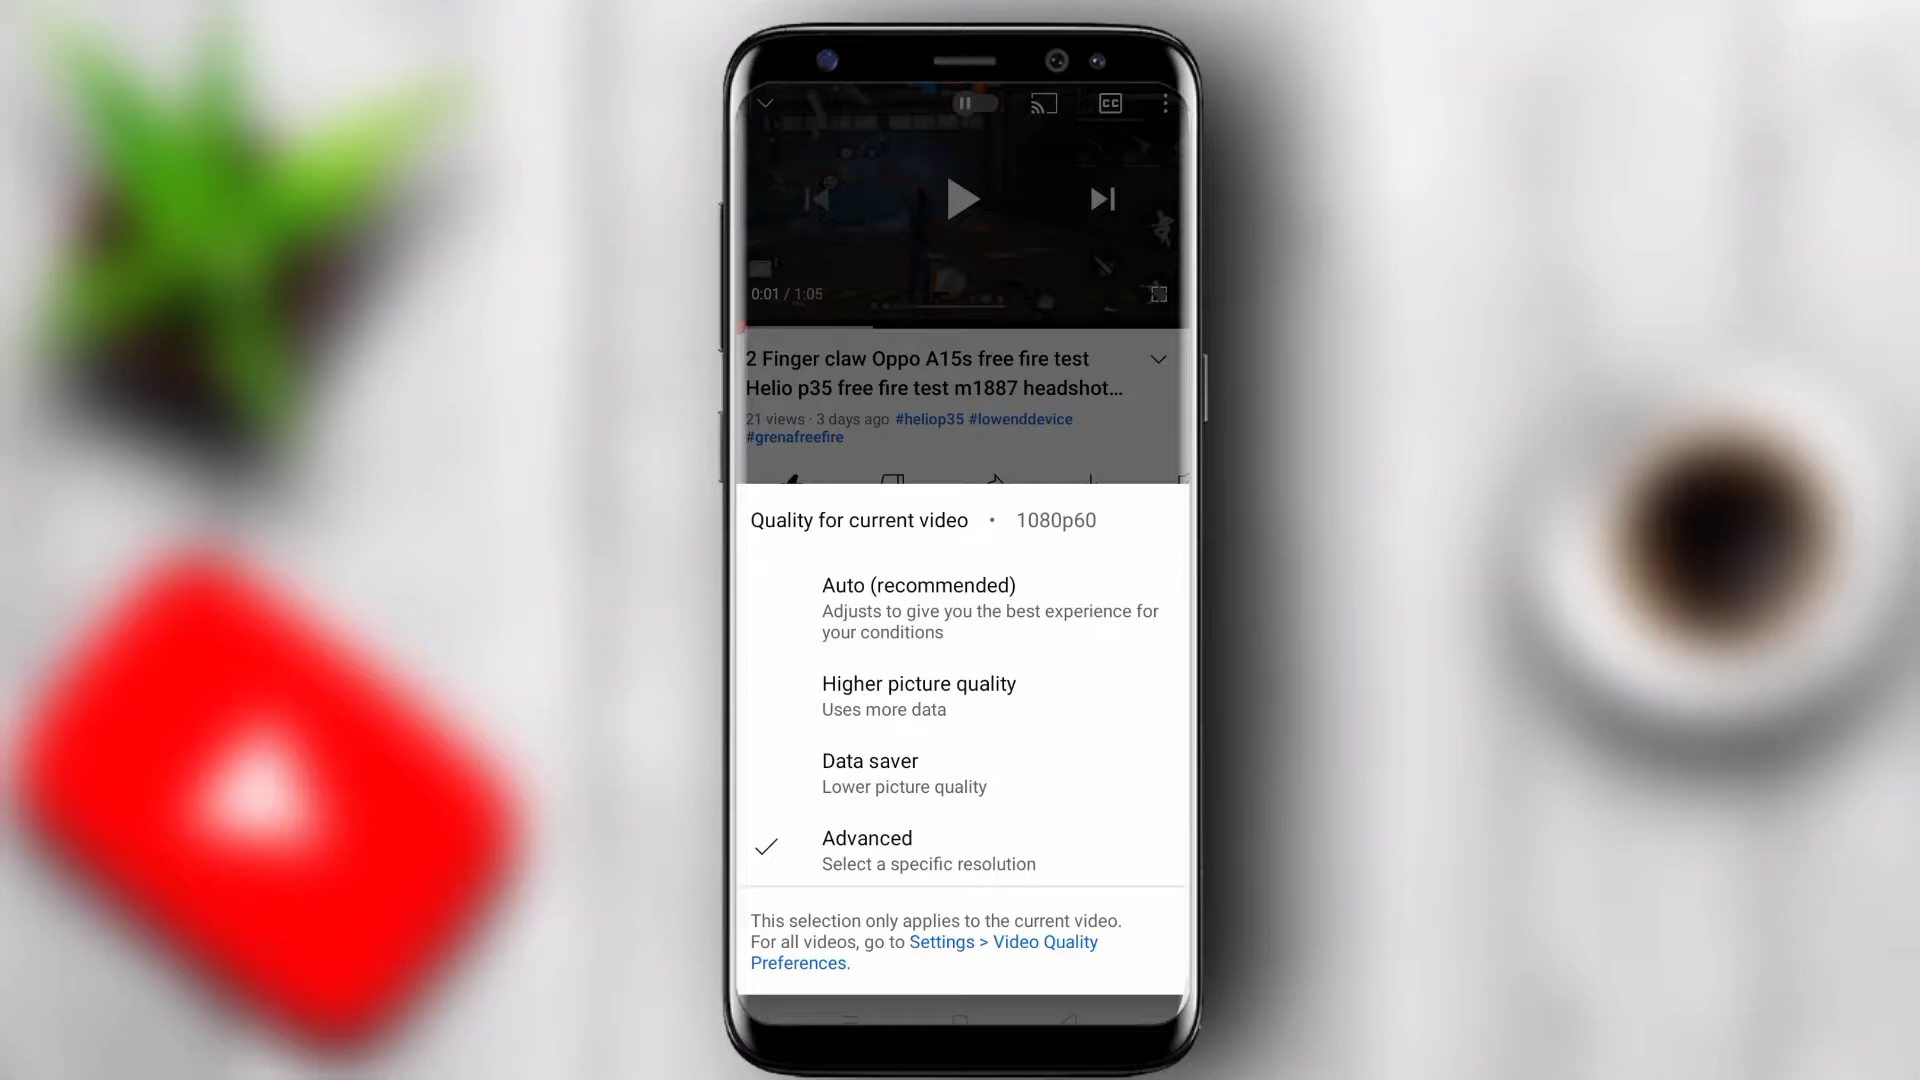 CC
0:01 / 1:05
2 Finger claw Oppo A15s free fire test
Helio p35 free fire test m1887 headshot...
21 views · 3 days ago #heliop35 #lowenddevice
#grenafreefire
Quality for current video • 1080p60
Auto (recommended)
Adjusts to give you the best experience for
your conditions
Higher picture quality
Uses more data
Data saver
Lower picture quality
Advanced
Select a specific resolution
This selection only applies to the current video.
For all videos, go to Settings > Video Quality
Preferences.